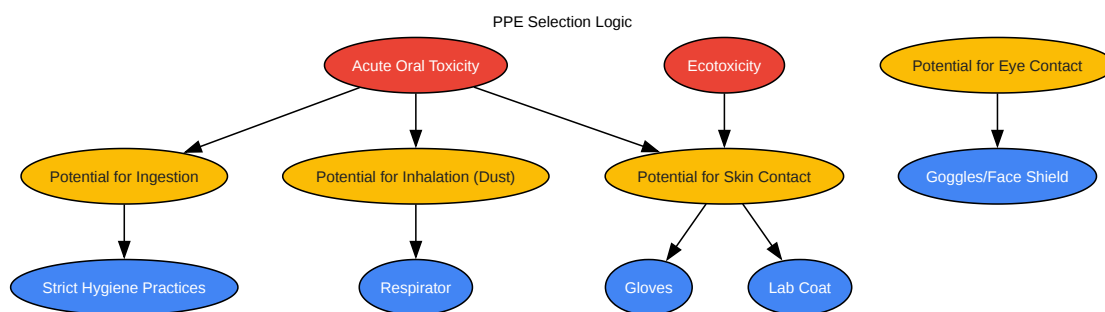 PPE Selection Logic
Acute Oral Toxicity
Ecotoxicity
Potential for Eye Contact
Potential for Ingestion
Potential for Inhalation (Dust)
Potential for Skin Contact
Goggles/Face Shield
Strict Hygiene Practices
Respirator
Gloves
Lab Coat